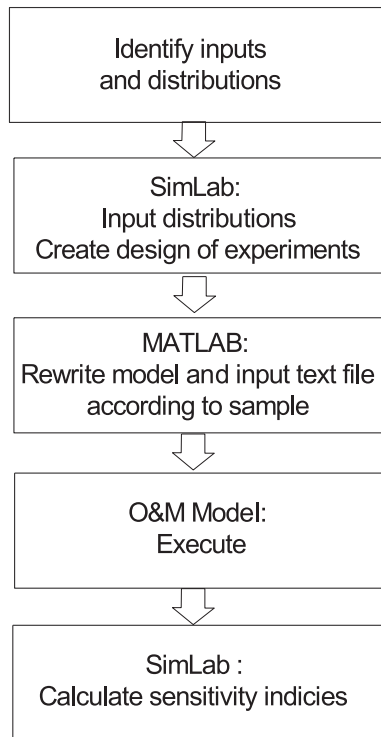 Identify inputs
and distributions
SimLab:
Input distributions
Create design of experiments
MATLAB:
Rewrite model and input text file
according to sample
O&M Model:
Execute
SimLab :
Calculate sensitivity indicies